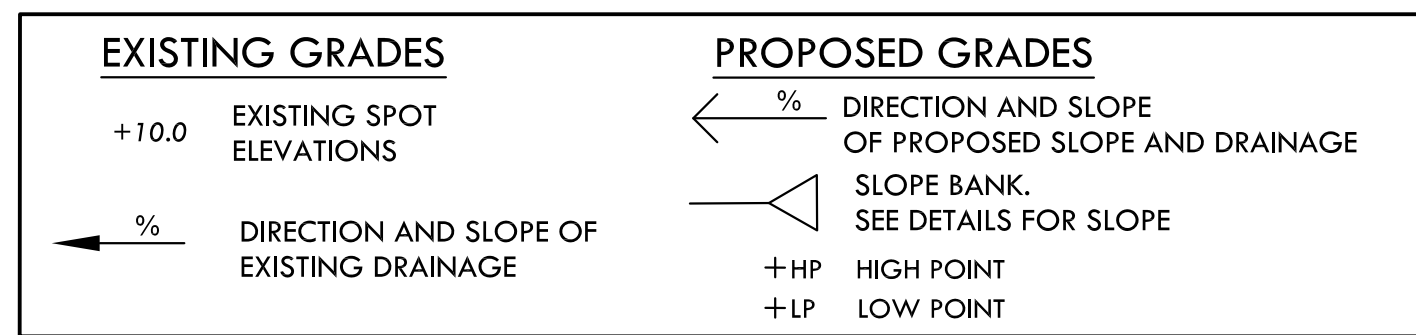 EXISTING GRADES
+10.0
EXISTING SPOT
ELEVATIONS
%
DIRECTION AND SLOPE OF
EXISTING DRAINAGE
PROPOSED GRADES
%
DIRECTION AND SLOPE
OF PROPOSED SLOPE AND DRAINAGE
SLOPE BANK.
SEE DETAILS FOR SLOPE
+HP HIGH POINT
+LP LOW POINT